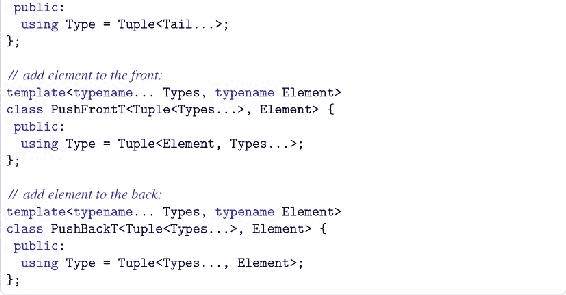 public:
using Type = Tuple<Tail...>;
};
// add element to the front:
template<typename... Types, typename Element>
class PushFrontT<Tuple<Types...>, Element> {
public:
using Type = Tuple<Element, Types...>;
};
// add element to the back:
template<typename... Types, typename Element>
class PushBackT<Tuple<Types...>, Element> {
public:
using Type = Tuple<Types..., Element>;
};